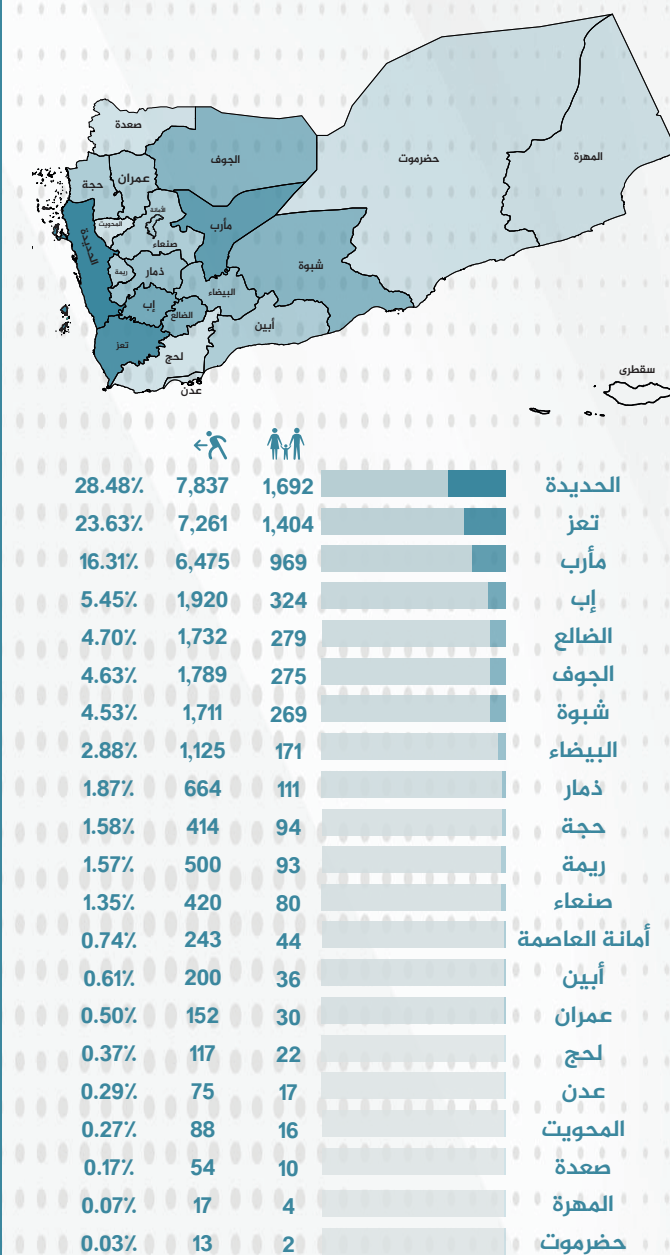 صعدة
الجوف
حضرموت
المهرة
حجة
عمران
الأمانة
مأرب
المحويت
صنعاء
الحديدة
شبوة
ريمة
ذمار
البيضاء
إب
الضالع
أبين
تعز
لحج
عدن
سقطرى
الحديدة 1,692 7,837 28.48٪
تعز 1,404 7,261 23.63٪
مأرب 969 6,475 16.31٪
إب 324 1,920 5.45٪
الضالع 279 1,732 4.70٪
الجوف 275 1,789 4.63٪
شبوة 269 1,711 4.53٪
البيضاء 171 1,125 2.88٪
ذمار 111 664 1.87٪
حجة 94 414 1.58٪
ريمة 93 500 1.57٪
صنعاء 80 420 1.35٪
أمانة العاصمة 44 243 0.74٪
أبين 36 200 0.61٪
عمران 30 152 0.50٪
لحج 22 117 0.37٪
عدن 17 75 0.29٪
المحويت 16 88 0.27٪
صعدة 10 54 0.17٪
المهرة 4 17 0.07٪
حضرموت 2 13 0.03٪